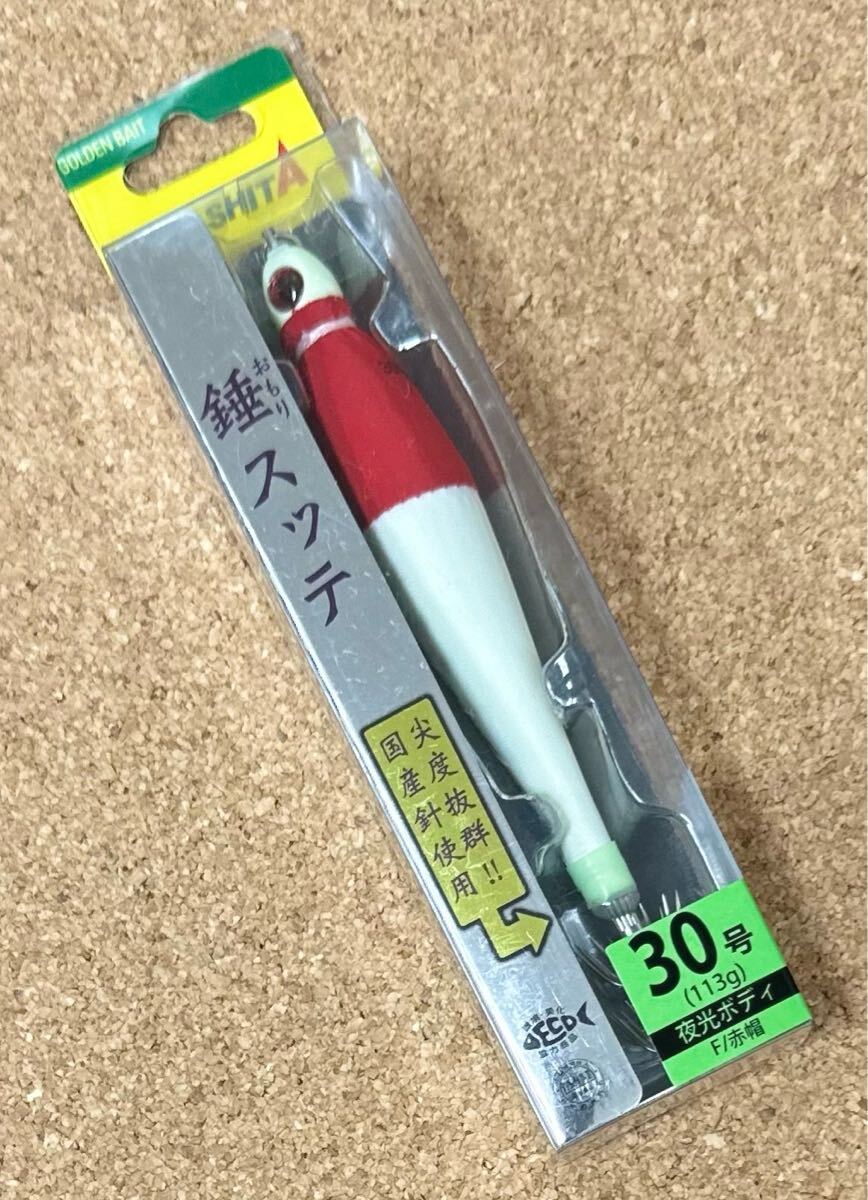 GOLDEN BAIT
SHITA
おもり
錘スッテ
尖度抜群!!
国産針使用
30号
(113g)
夜光ボディ
F/赤帽
ECO